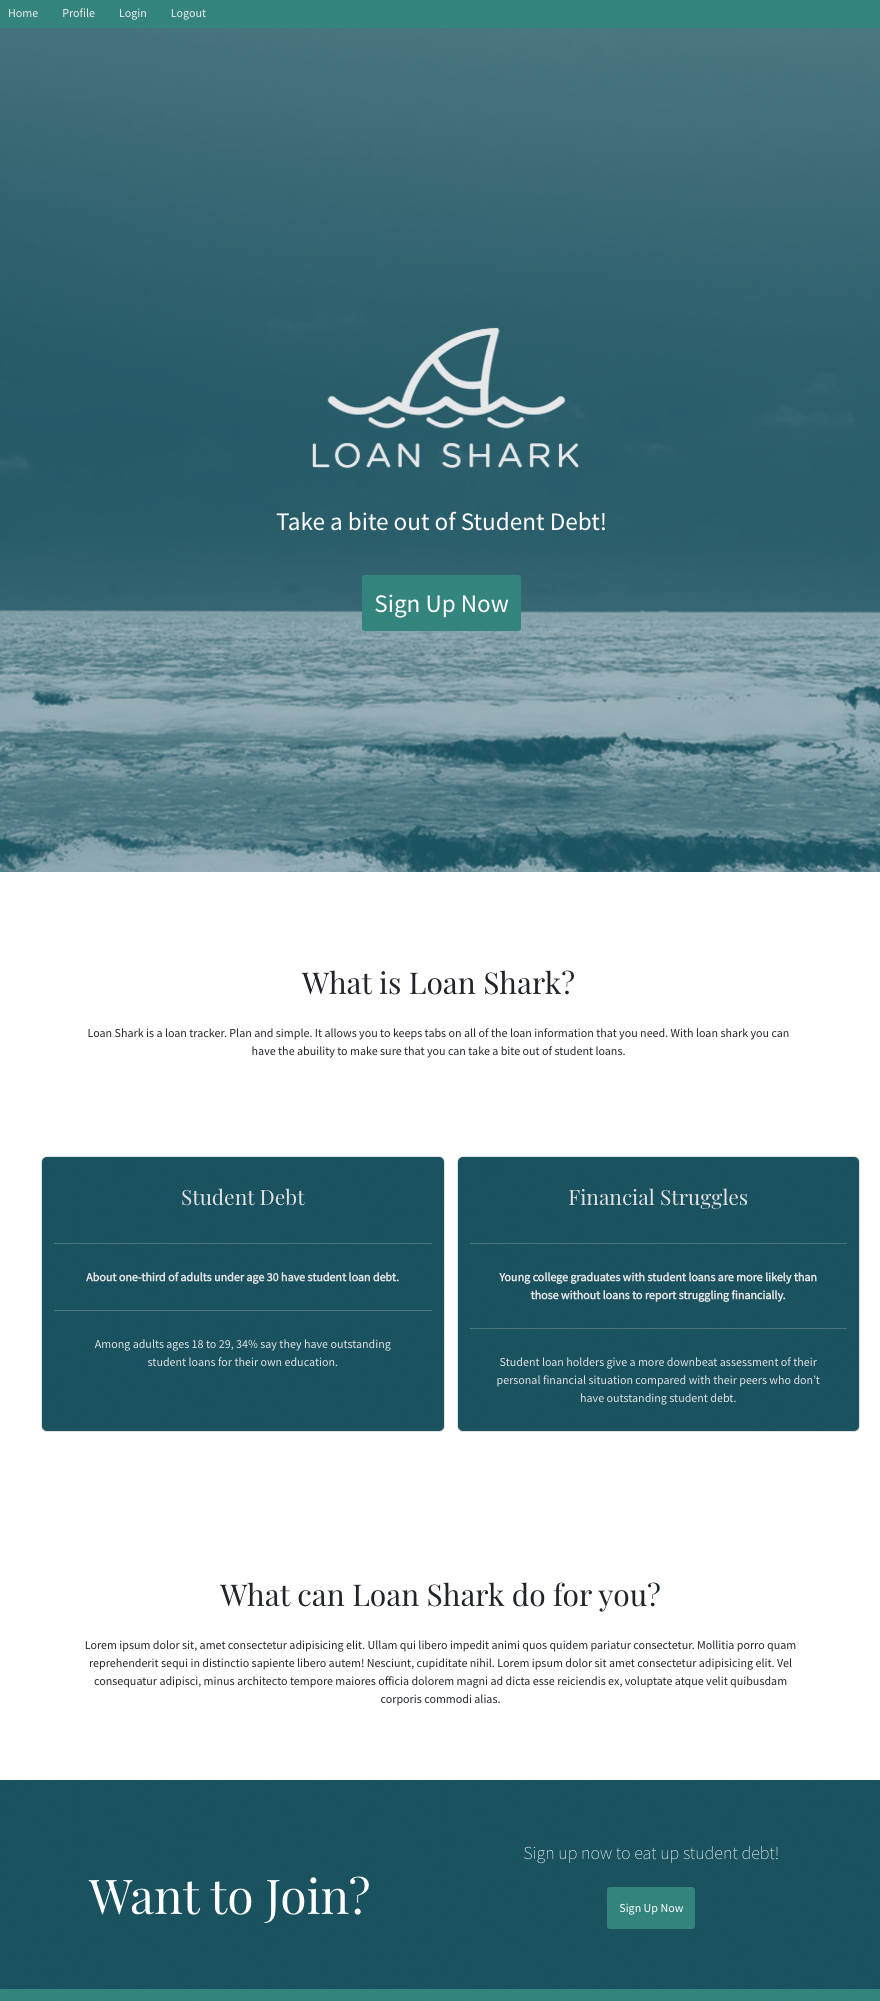 Home Profile Login Logout
LOAN SHARK
Take a bite out of Student Debt!
Sign Up Now
What is Loan Shark?
Loan Shark is a loan tracker. Plan and simple. It allows you to keeps tabs on all of the loan information that you need. With loan shark you can
have the abuility to make sure that you can take a bite out of student loans.
Student Debt
About one-third of adults under age 30 have student loan debt.
Among adults ages 18 to 29, 34% say they have outstanding
student loans for their own education.
Financial Struggles
Young college graduates with student loans are more likely than
those without loans to report struggling financially.
Student loan holders give a more downbeat assessment of their
personal financial situation compared with their peers who don't
have outstanding student debt.
What can Loan Shark do for you?
Lorem ipsum dolor sit, amet consectetur adipisicing elit. Ullam qui libero impedit animi quos quidem pariatur consectetur. Mollitia porro quam
reprehenderit sequi in distinctio sapiente libero autem! Nesciunt, cupiditate nihil. Lorem ipsum dolor sit amet consectetur adipisicing elit. Vel
consequatur adipisci, minus architecto tempore maiores officia dolorem magni ad dicta esse reiciendis ex, voluptate atque velit quibusdam
corporis commodi alias.
Want to Join?
Sign up now to eat up student debt!
Sign Up Now